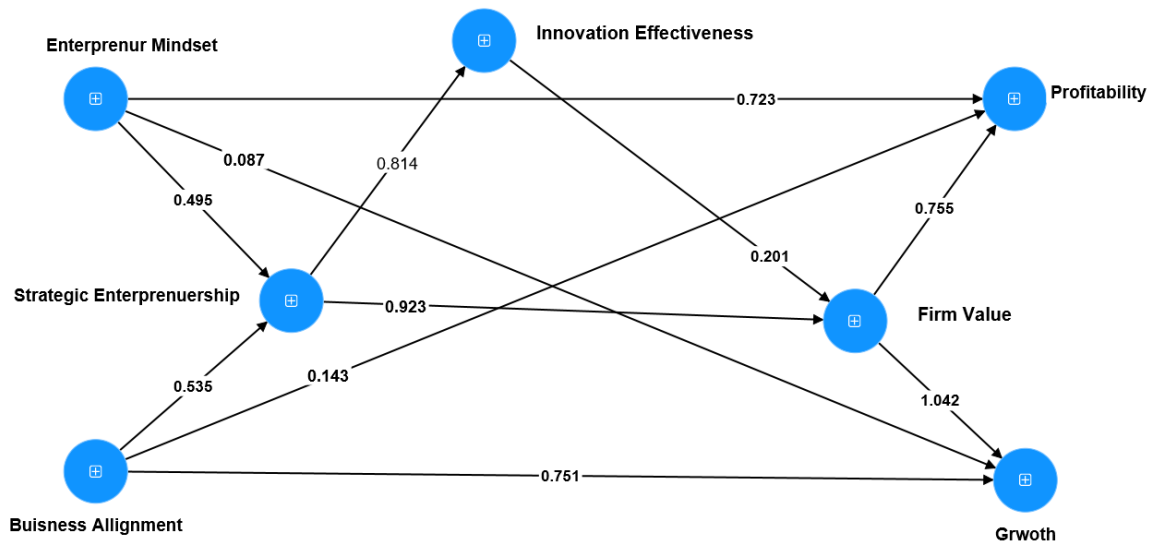 Innovation Effectiveness
Enterprenur Mindset
Profitability
0.723
0.087
0.814
0.495
0.755
0.201
Strategic Enterprenuership
0.923
Firm Value
0.143
0.535
1.042
0.751
Buisness Allignment
Grwoth